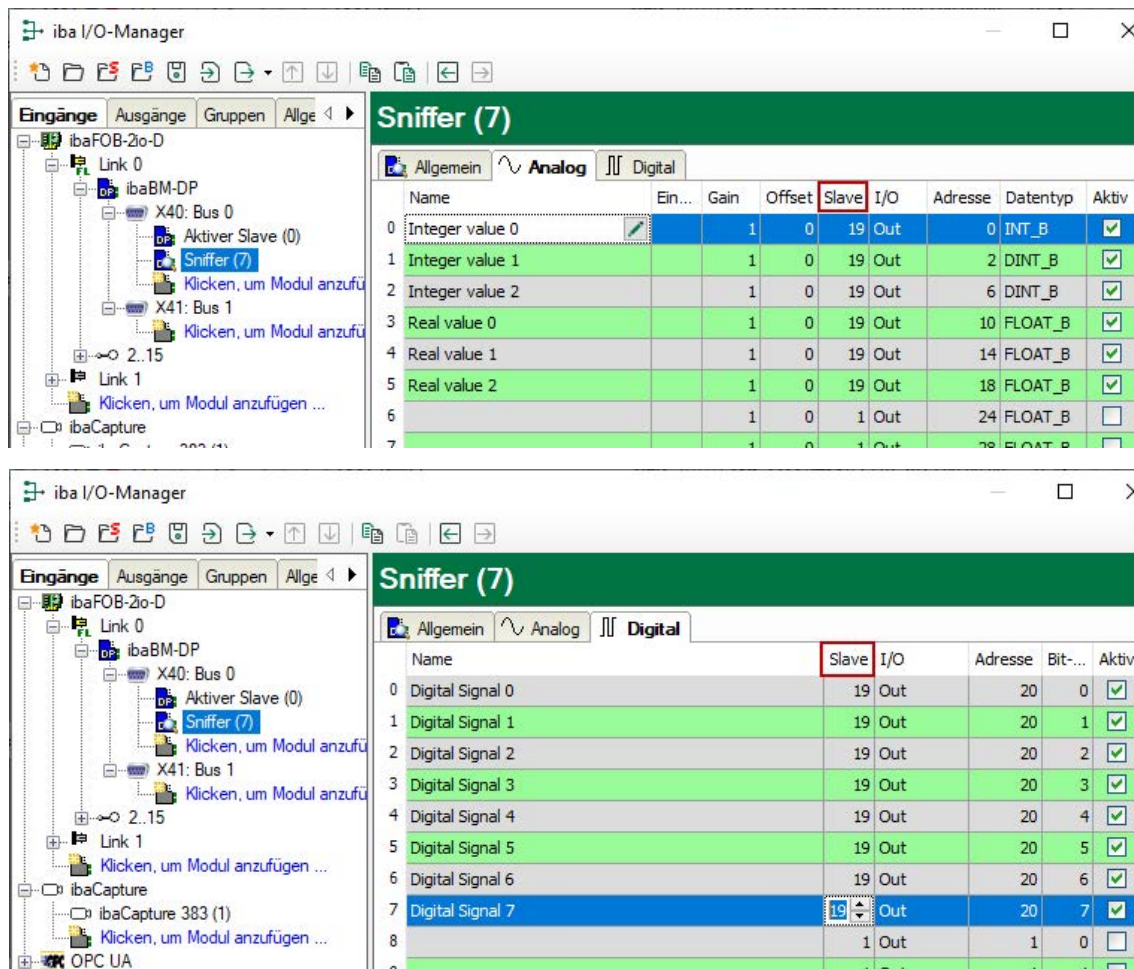 iba I/O-Manager
Eingänge Ausgänge Gruppen Allge
Sniffer (7)
ibaFOB-2io-D
Link 0
ibaBM-DP
X40: Bus 0
Aktiver Slave (0)
Sniffer (7)
Klicken, um Modul anzufü
X41: Bus 1
Klicken, um Modul anzufü
2..15
Link 1
Klicken, um Modul anzufügen ...
ibaCapture
Allgemein Analog Digital
Name Ein... Gain Offset Slave I/O Adresse Datentyp Aktiv
0 Integer value 0 1 0 19 Out 0 INT_B
1 Integer value 1 1 0 19 Out 2 DINT_B
2 Integer value 2 1 0 19 Out 6 DINT_B
3 Real value 0 1 0 19 Out 10 FLOAT_B
4 Real value 1 1 0 19 Out 14 FLOAT_B
5 Real value 2 1 0 19 Out 18 FLOAT_B
6 1 0 1 Out 24 FLOAT_B
7 1 0 1 Out 28 FLOAT_B
iba I/O-Manager
Eingänge Ausgänge Gruppen Allge
Sniffer (7)
ibaFOB-2io-D
Link 0
ibaBM-DP
X40: Bus 0
Aktiver Slave (0)
Sniffer (7)
Klicken, um Modul anzufü
X41: Bus 1
Klicken, um Modul anzufü
2..15
Link 1
Klicken, um Modul anzufügen ...
ibaCapture
ibaCapture 383 (1)
Klicken, um Modul anzufügen ...
OPC UA
Allgemein Analog Digital
Name Slave I/O Adresse Bit-... Aktiv
0 Digital Signal 0 19 Out 20 0
1 Digital Signal 1 19 Out 20 1
2 Digital Signal 2 19 Out 20 2
3 Digital Signal 3 19 Out 20 3
4 Digital Signal 4 19 Out 20 4
5 Digital Signal 5 19 Out 20 5
6 Digital Signal 6 19 Out 20 6
7 Digital Signal 7 19 Out 20 7
8 1 Out 1 0